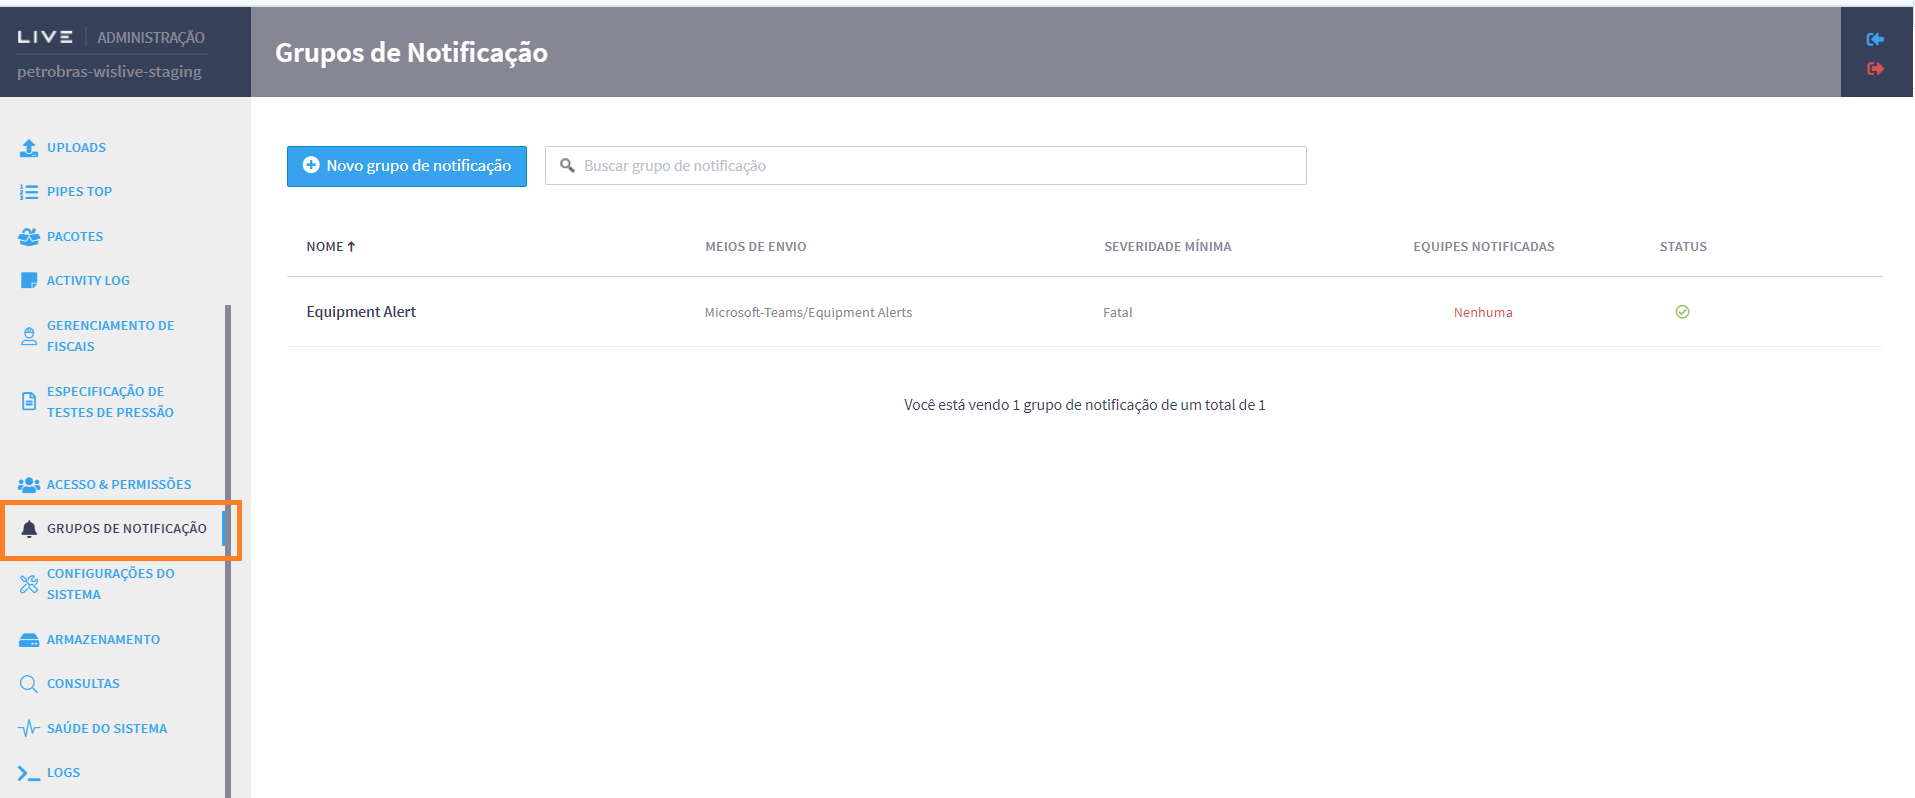 LIVE ADMINISTRAÇÃO
petrobras-wislive-staging
Grupos de Notificação
UPLOADS
PIPES TOP
PACOTES
ACTIVITY LOG
GERENCIAMENTO DE
FISCAIS
ESPECIFICAÇÃO DE
TESTES DE PRESSÃO
ACESSO & PERMISSÕES
GRUPOS DE NOTIFICAÇÃO
CONFIGURAÇÕES DO
SISTEMA
ARMAZENAMENTO
CONSULTAS
SAÚDE DO SISTEMA
LOGS
Novo grupo de notificação
Buscar grupo de notificação
NOME MEIOS DE ENVIO SEVERIDADE MÍNIMA EQUIPES NOTIFICADAS STATUS
Equipment Alert Microsoft-Teams/Equipment Alerts Fatal Nenhuma
Você está vendo 1 grupo de notificação de um total de 1